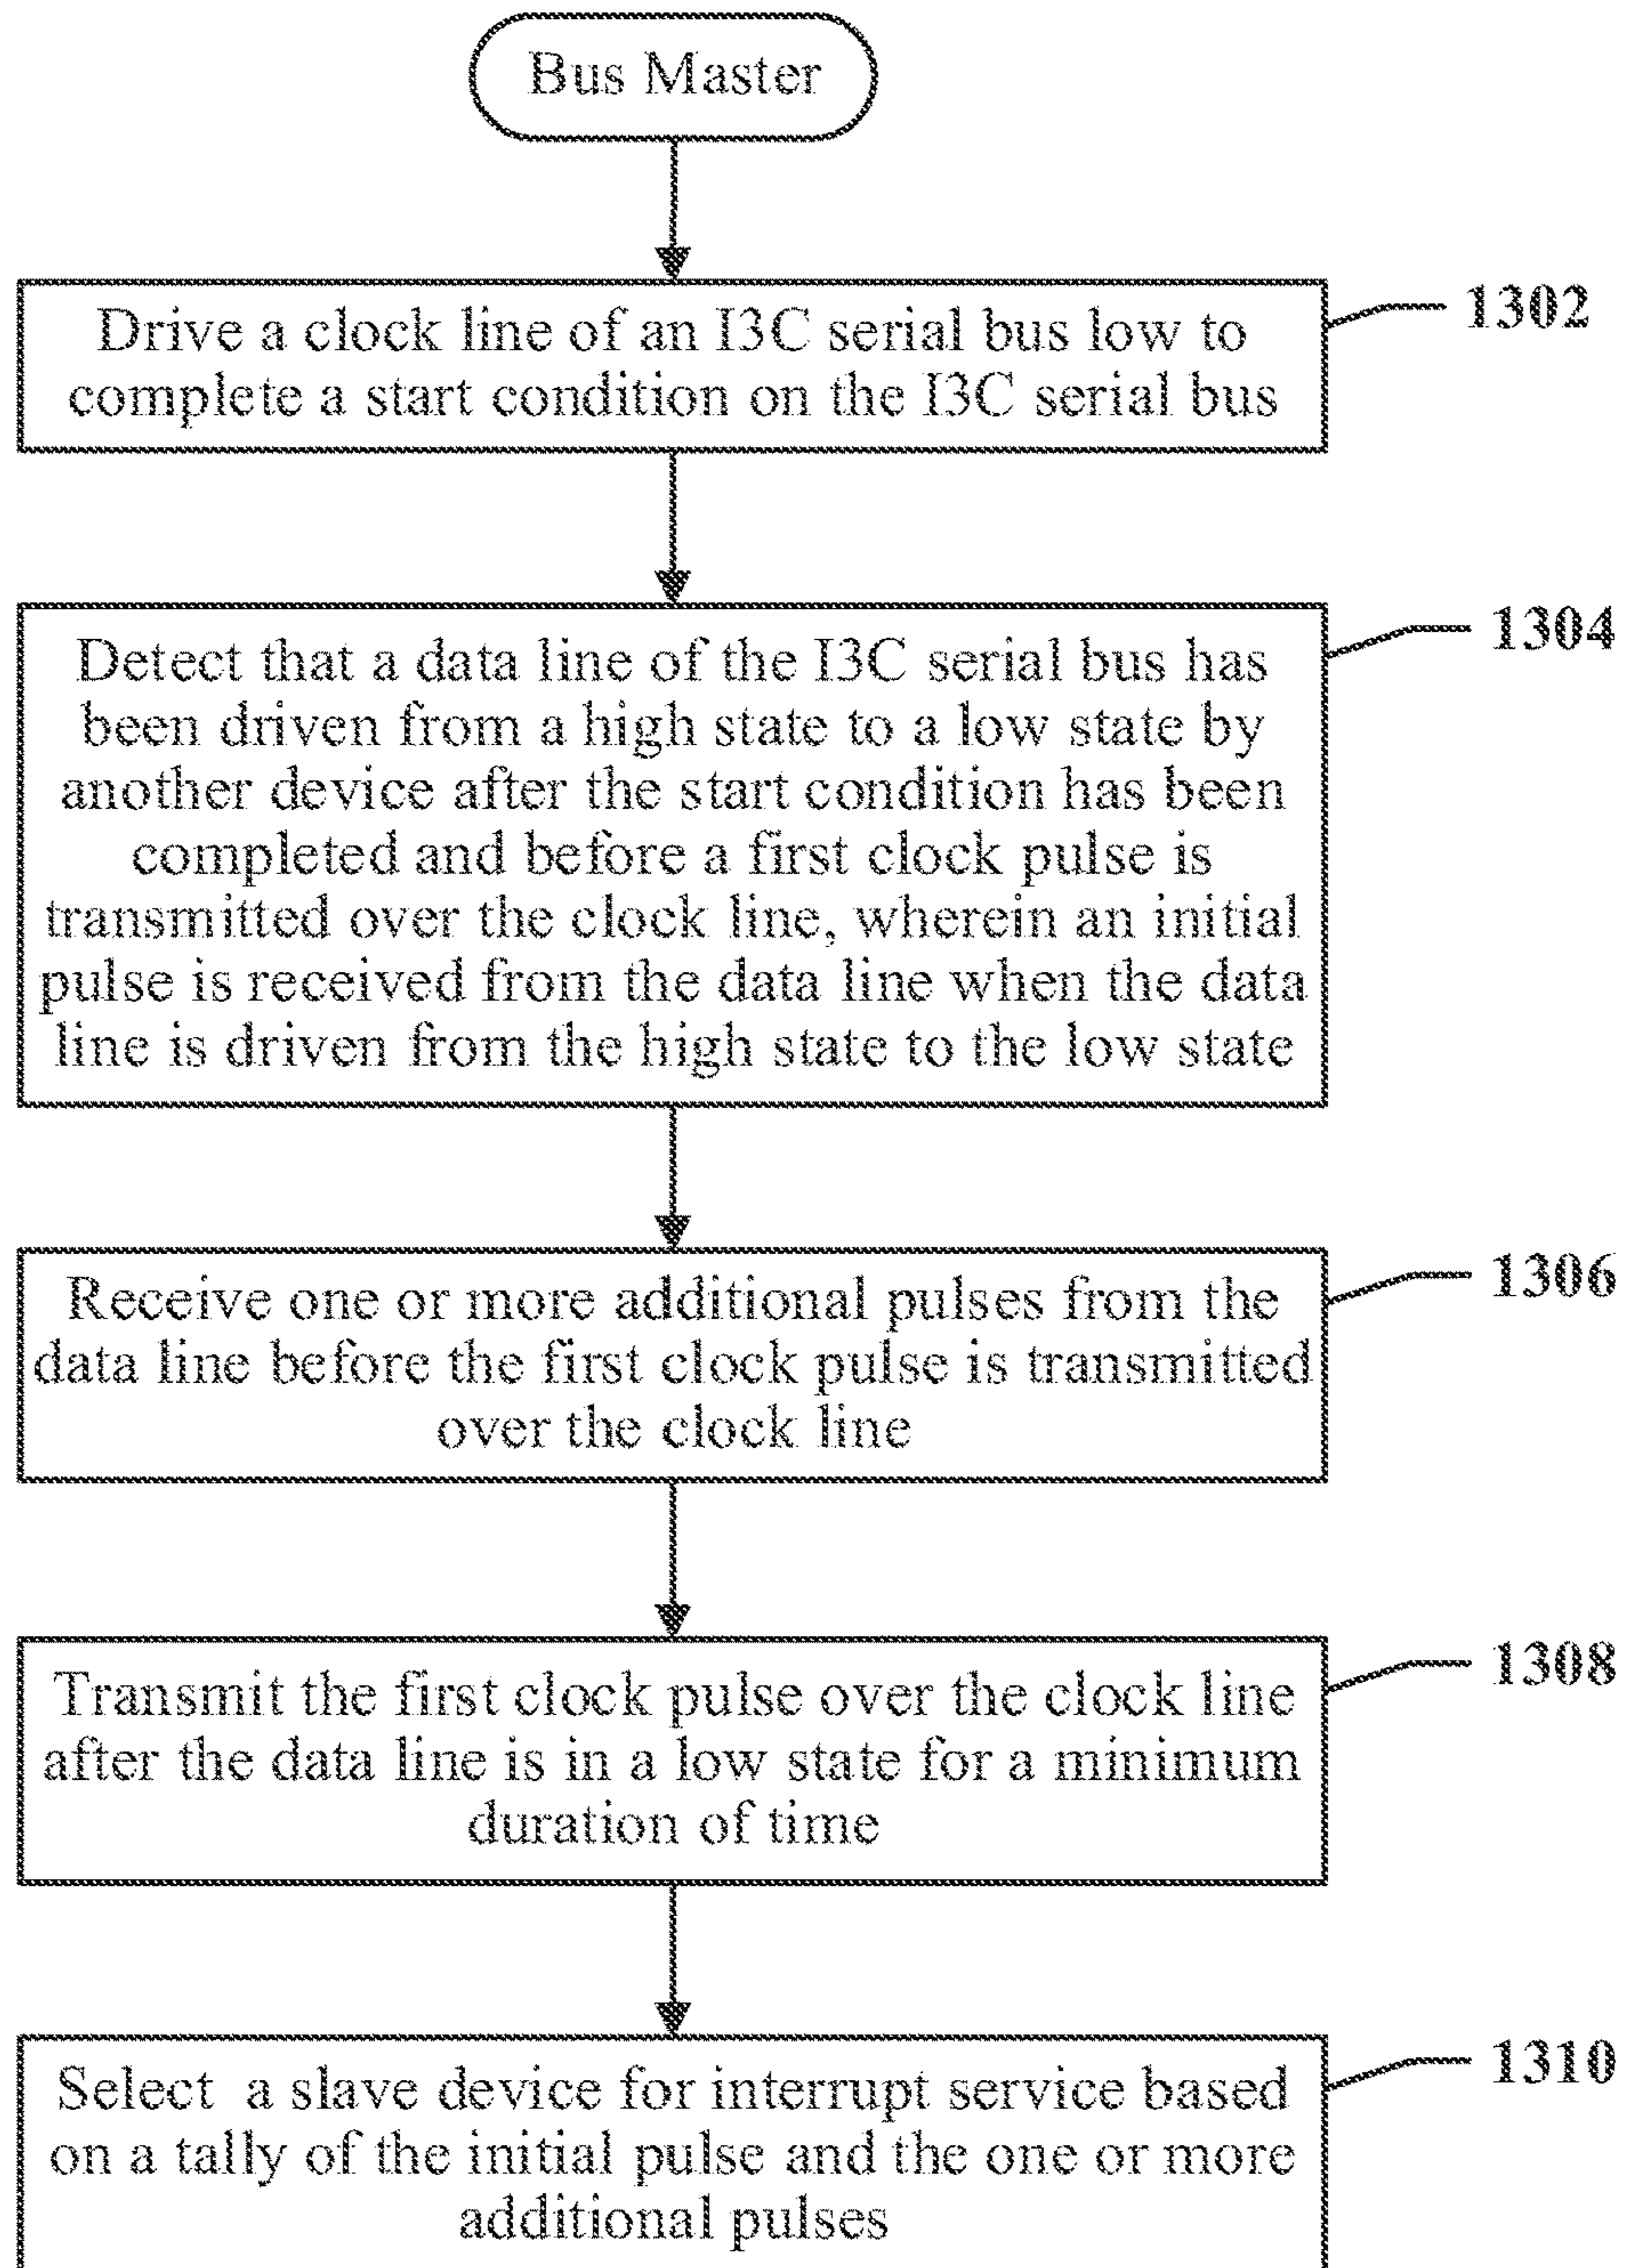 Bus Master
Drive a clock line of an I3C serial bus low to
complete a start condition on the I3C serial bus
1302
Detect that a data line of the I3C serial bus has
been driven from a high state to a low state by
another device after the start condition has been
completed and before a first clock pulse is
transmitted over the clock line, wherein an initial
pulse is received from the data line when the data
line is driven from the high state to the low state
1304
Receive one or more additional pulses from the
data line before the first clock pulse is transmitted
over the clock line
1306
Transmit the first clock pulse over the clock line
after the data line is in a low state for a minimum
duration of time
1308
Select a slave device for interrupt service based
on a tally of the initial pulse and the one or more
additional pulses
1310